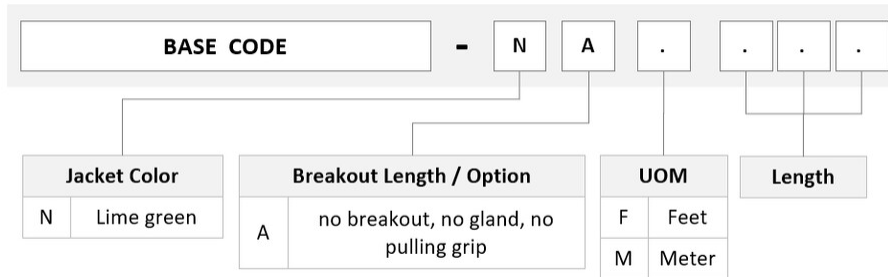 BASE CODE - N A . . . .
Jacket Color
N Lime green
Breakout Length / Option
A no breakout, no gland, no
pulling grip
UOM
F Feet
M Meter
Length